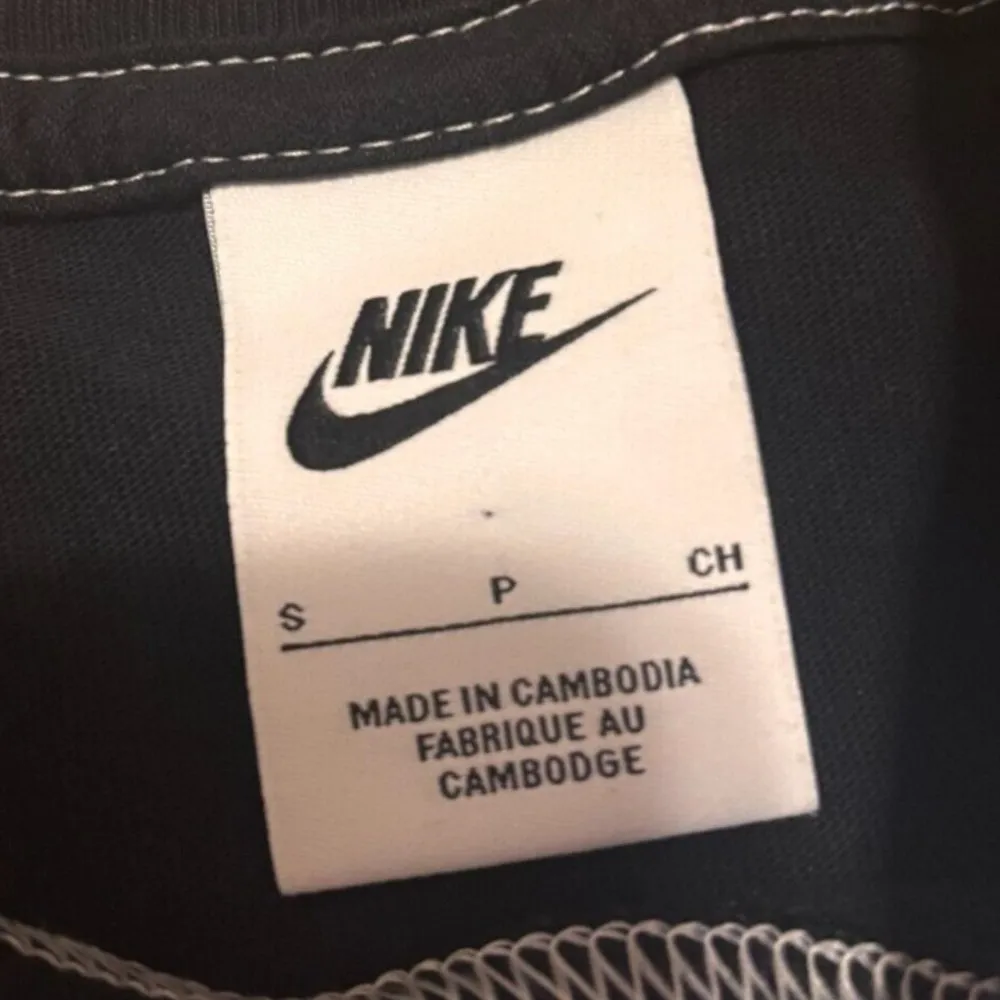 NIKE
S P CH
MADE IN CAMBODIA
FABRIQUE AU
CAMBODGE